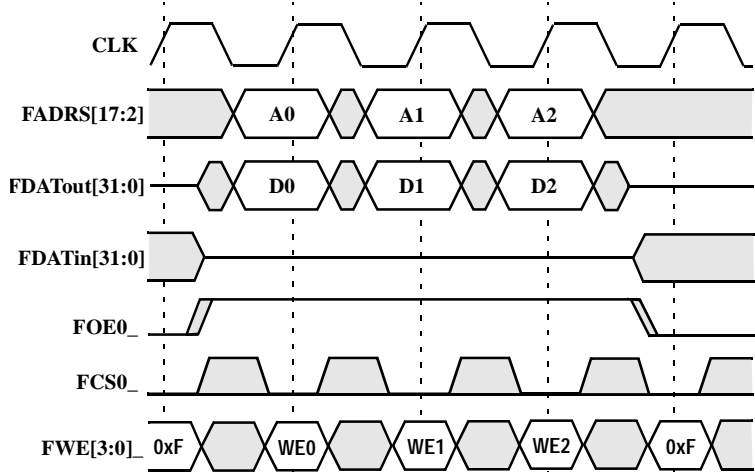 CLK
FADRS[17:2] A0 A1 A2
FDATout[31:0] D0 D1 D2
FDATin[31:0]
FOE0_
FCS0_
FWE[3:0]_ 0xF WE0 WE1 WE2 0xF